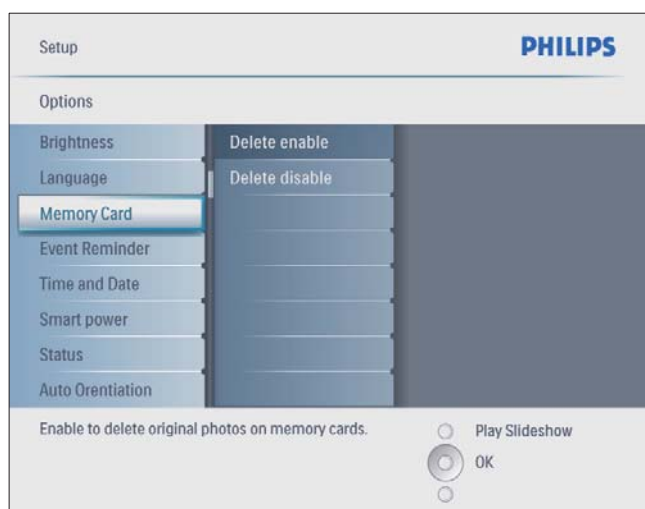 Setup
PHILIPS
Options
Brightness
Delete enable
Language
Delete disable
Memory Card
Event Reminder
Time and Date
Smart power
Status
Auto Orentiation
Enable to delete original photos on memory cards.
Play Slideshow
OK